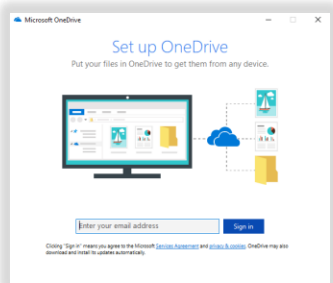 Microsoft OneDrive
Set up OneDrive
Put your files in OneDrive to get them from any device.
Enter your email address
Sign in
Clicking "Sign in" means you agree to the Microsoft Services Agreement and privacy & cookies. OneDrive may also
download and install its updates automatically.